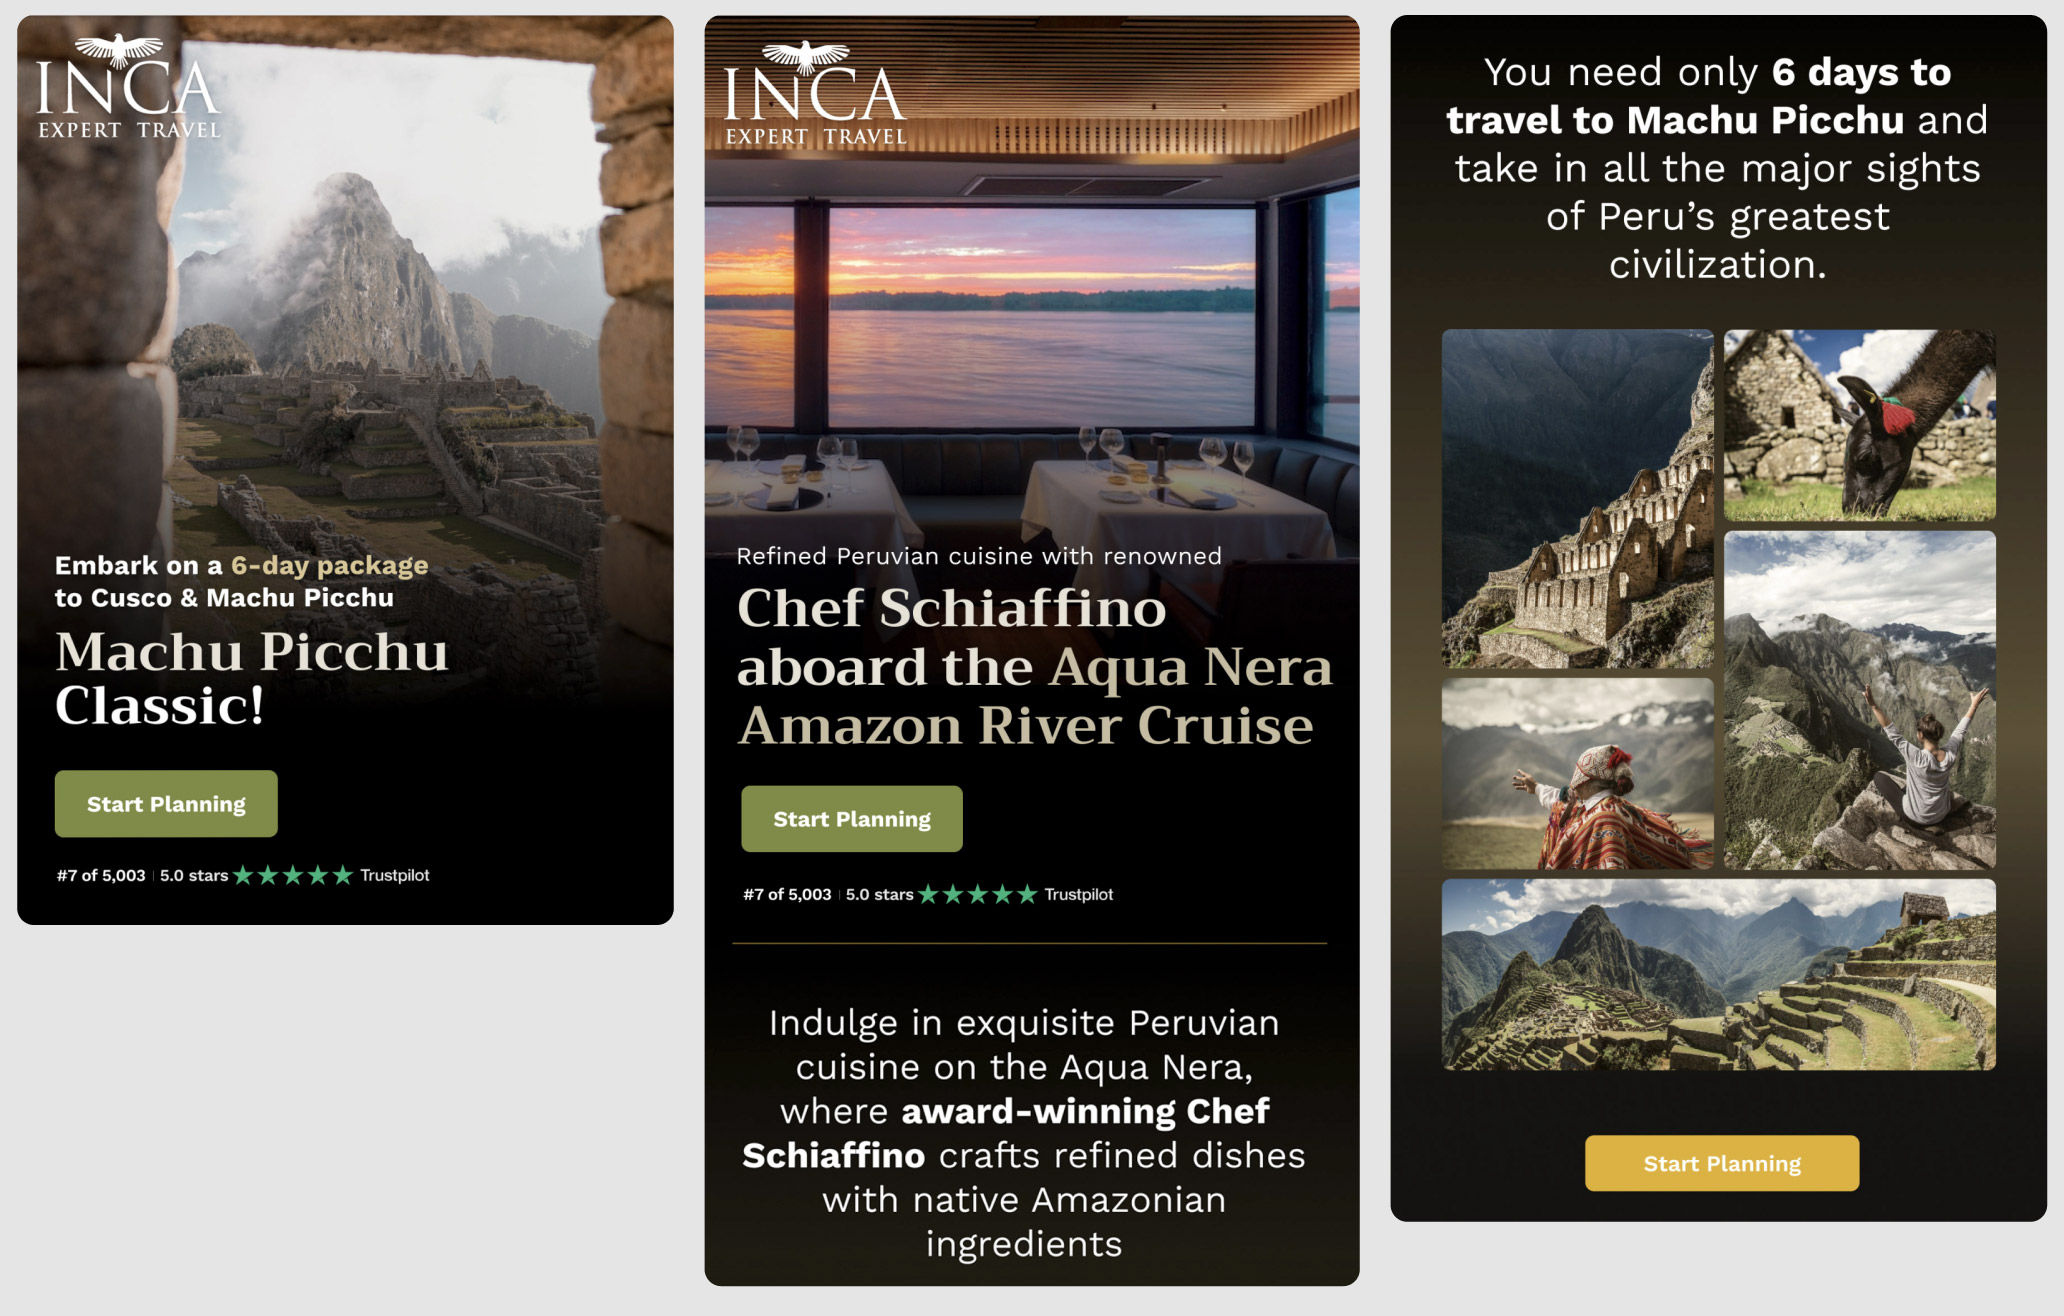 INCA
EXPERT TRAVEL
Embark on a 6-day package
to Cusco & Machu Picchu
Machu Picchu
Classic!
Start Planning
#7 of 5,003 | 5.0 stars ★★★★★ Trustpilot
INCA
EXPERT TRAVEL
Refined Peruvian cuisine with renowned
Chef Schiaffino
aboard the Aqua Nera
Amazon River Cruise
Start Planning
#7 of 5,003 | 5.0 stars ★★★★★ Trustpilot
Indulge in exquisite Peruvian
cuisine on the Aqua Nera,
where award-winning Chef
Schiaffino crafts refined dishes
with native Amazonian
ingredients
You need only 6 days to
travel to Machu Picchu and
take in all the major sights
of Peru’s greatest
civilization.
Start Planning